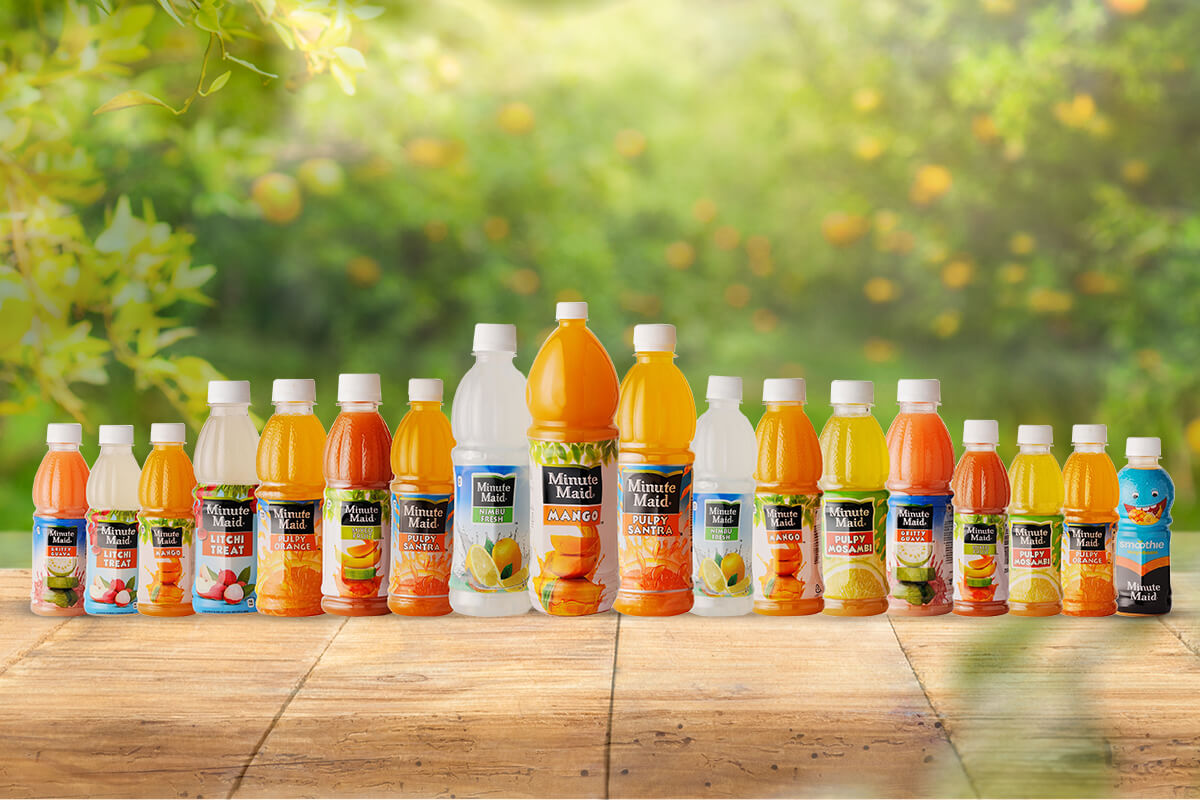 Minute
Maid
GRITTY
GUAVA
Minute
Maid
LITCHI
TREAT
Minute
Maid
MANGO
Minute
Maid
LITCHI
TREAT
Minute
Maid
PULPY
ORANGE
Minute
Maid
Minute
Maid
PULPY
SANTRA
Minute
Maid
NIMBU
FRESH
Minute
Maid
MANGO
Minute
Maid
PULPY
SANTRA
Minute
Maid
NIMBU
FRESH
Minute
Maid
MANGO
Minute
Maid
PULPY
MOSAMBI
Minute
Maid
GRITTY
GUAVA
Minute
Maid
Minute
Maid
PULPY
MOSAMBI
Minute
Maid
PULPY
ORANGE
smoothie
Minute
Maid